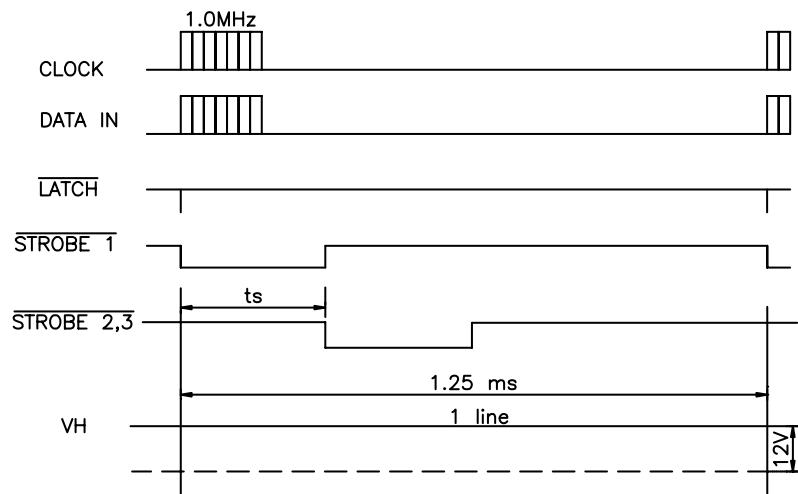 1.0MHz
CLOCK
DATA IN
LATCH
STROBE 1
ts
STROBE 2,3
1.25 ms
VH
1 line
12V